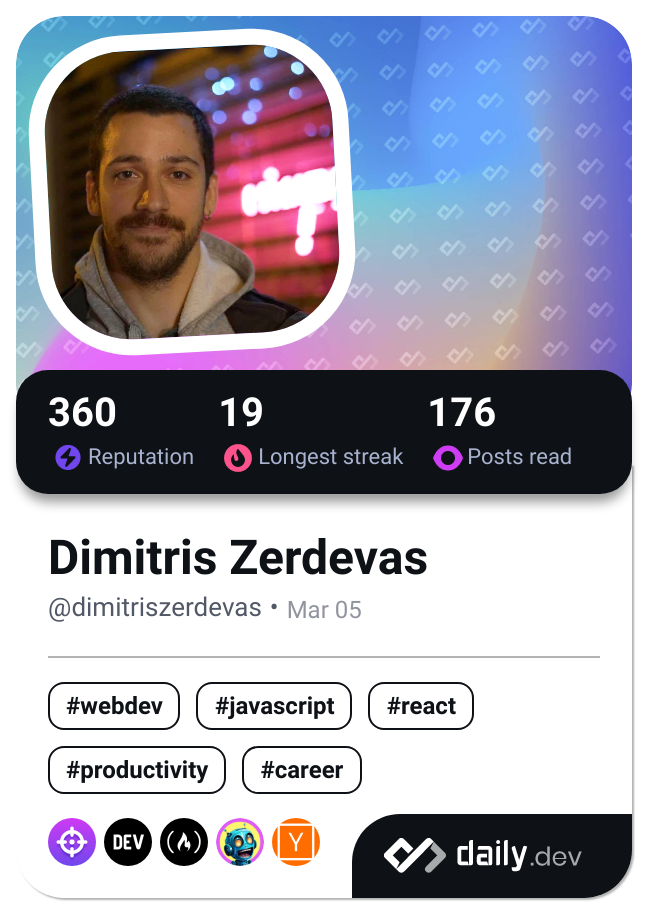 360 19 176
Reputation Longest streak Posts read
Dimitris Zerdevas
@dimitriszerdevas • Mar 05
#webdev #javascript #react
#productivity #career
DEV Y
daily.dev